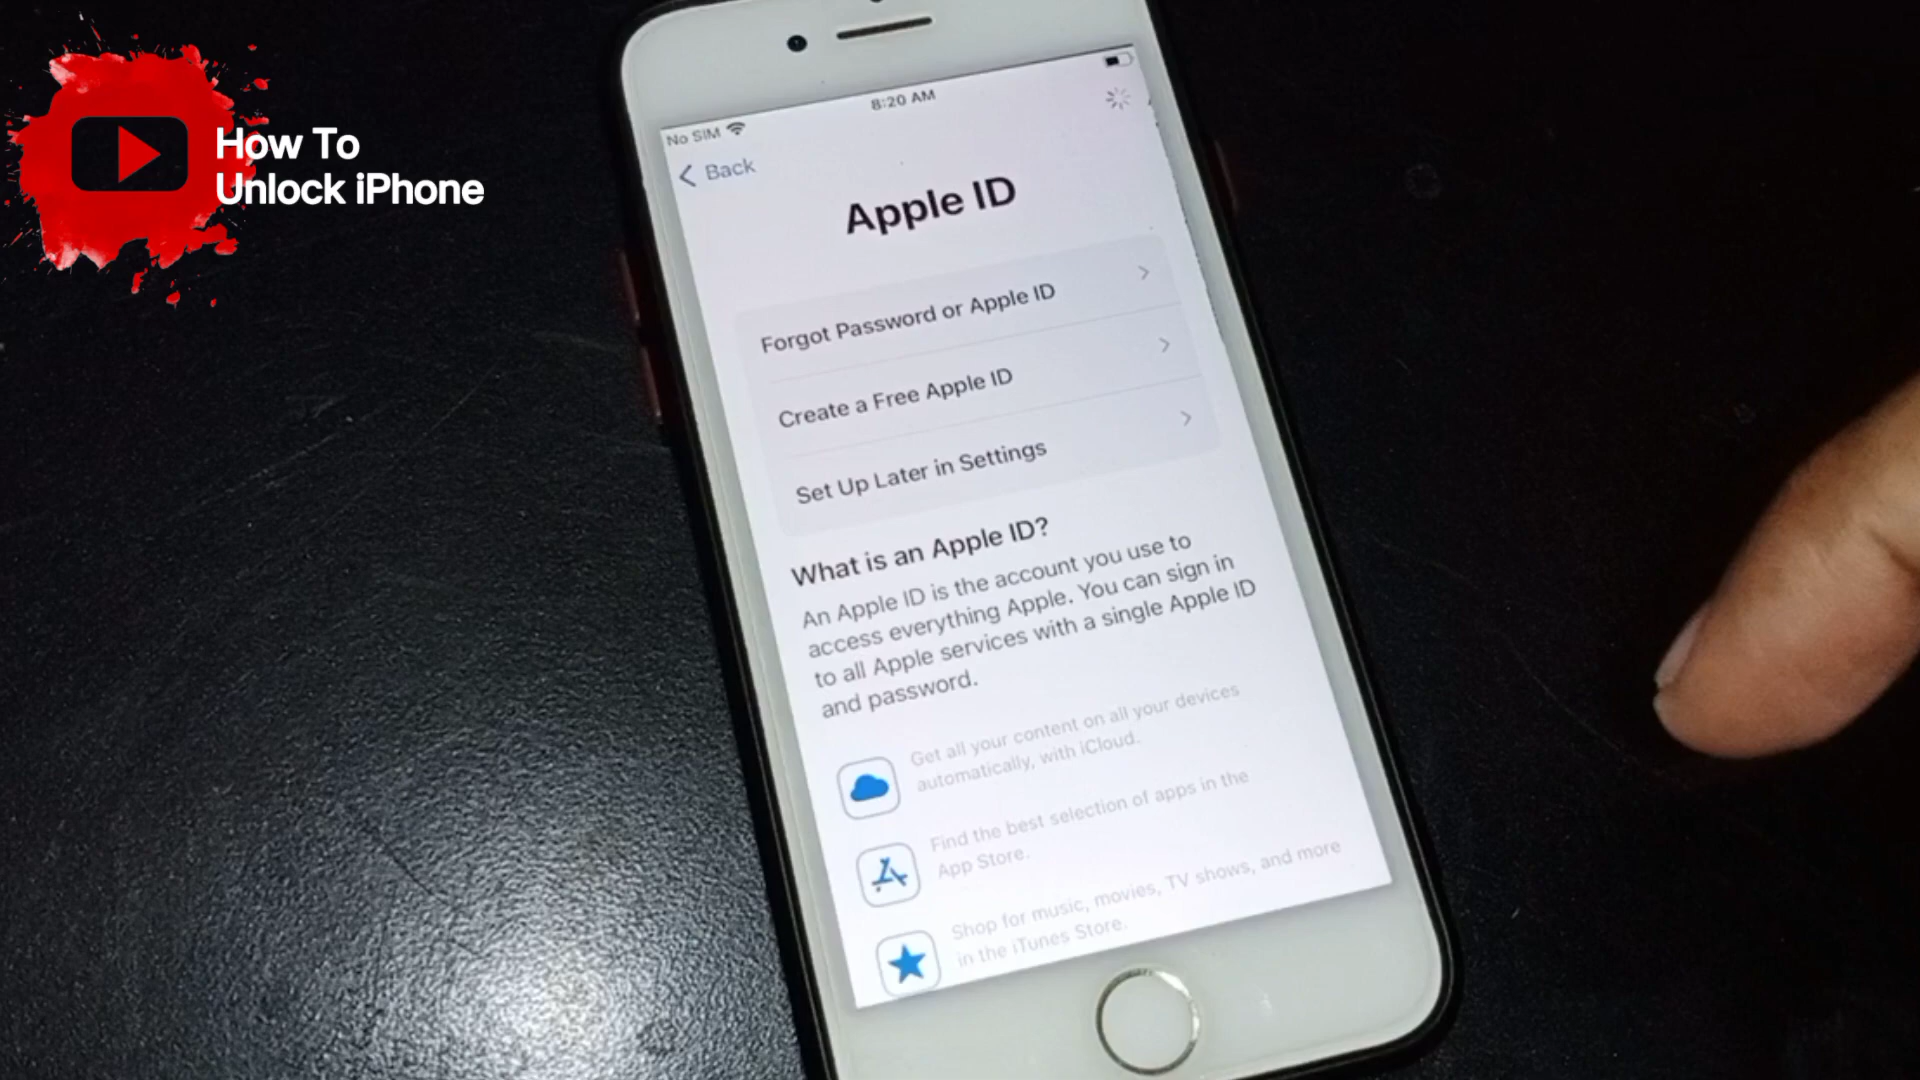 How To
Unlock iPhone
No SIM
8:20 AM
Back
Apple ID
Forgot Password or Apple ID
Create a Free Apple ID
Set Up Later in Settings
What is an Apple ID?
An Apple ID is the account you use to
access everything Apple. You can sign in
to all Apple services with a single Apple ID
and password.
Get all your content on all your devices
automatically, with iCloud.
Find the best selection of apps in the
App Store.
Shop for music, movies, TV shows, and more
in the iTunes Store.